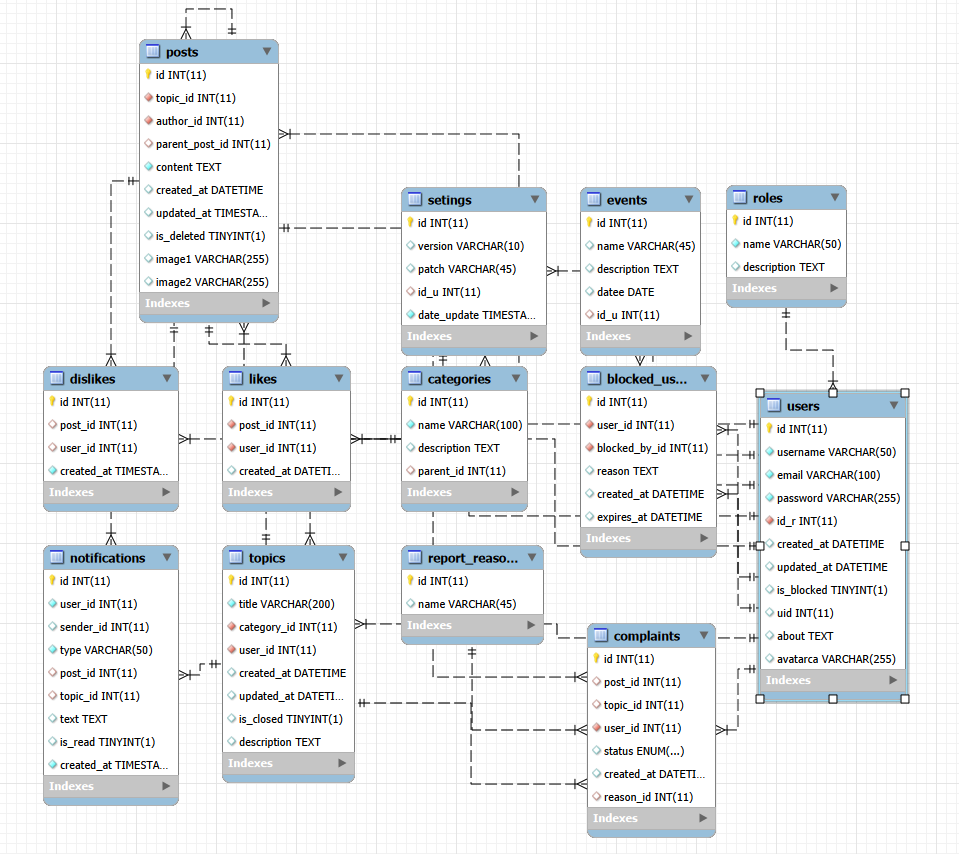 posts
id INT(11)
topic_id INT(11)
author_id INT(11)
parent_post_id INT(11)
content TEXT
created_at DATETIME
updated_at TIMESTA...
is_deleted TINYINT(1)
image1 VARCHAR(255)
image2 VARCHAR(255)
Indexes
setings
id INT(11)
version VARCHAR(10)
patch VARCHAR(45)
id_u INT(11)
date_update TIMESTA...
Indexes
events
id INT(11)
name VARCHAR(45)
description TEXT
datee DATE
id_u INT(11)
Indexes
roles
id INT(11)
name VARCHAR(50)
description TEXT
Indexes
dislikes
id INT(11)
post_id INT(11)
user_id INT(11)
created_at TIMESTA...
Indexes
likes
id INT(11)
post_id INT(11)
user_id INT(11)
created_at DATETI...
Indexes
categories
id INT(11)
name VARCHAR(100)
description TEXT
parent_id INT(11)
Indexes
blocked_us...
id INT(11)
user_id INT(11)
blocked_by_id INT(11)
reason TEXT
created_at DATETIME
expires_at DATETIME
Indexes
users
id INT(11)
username VARCHAR(50)
email VARCHAR(100)
password VARCHAR(255)
id_r INT(11)
created_at DATETIME
updated_at DATETIME
is_blocked TINYINT(1)
uid INT(11)
about TEXT
avatarca VARCHAR(255)
Indexes
notifications
id INT(11)
user_id INT(11)
sender_id INT(11)
type VARCHAR(50)
post_id INT(11)
topic_id INT(11)
text TEXT
is_read TINYINT(1)
created_at TIMESTA...
Indexes
topics
id INT(11)
title VARCHAR(200)
category_id INT(11)
user_id INT(11)
created_at DATETIME
updated_at DATETI...
is_closed TINYINT(1)
description TEXT
Indexes
report_reaso...
id INT(11)
name VARCHAR(45)
Indexes
complaints
id INT(11)
post_id INT(11)
topic_id INT(11)
user_id INT(11)
status ENUM(...)
created_at DATETI...
reason_id INT(11)
Indexes